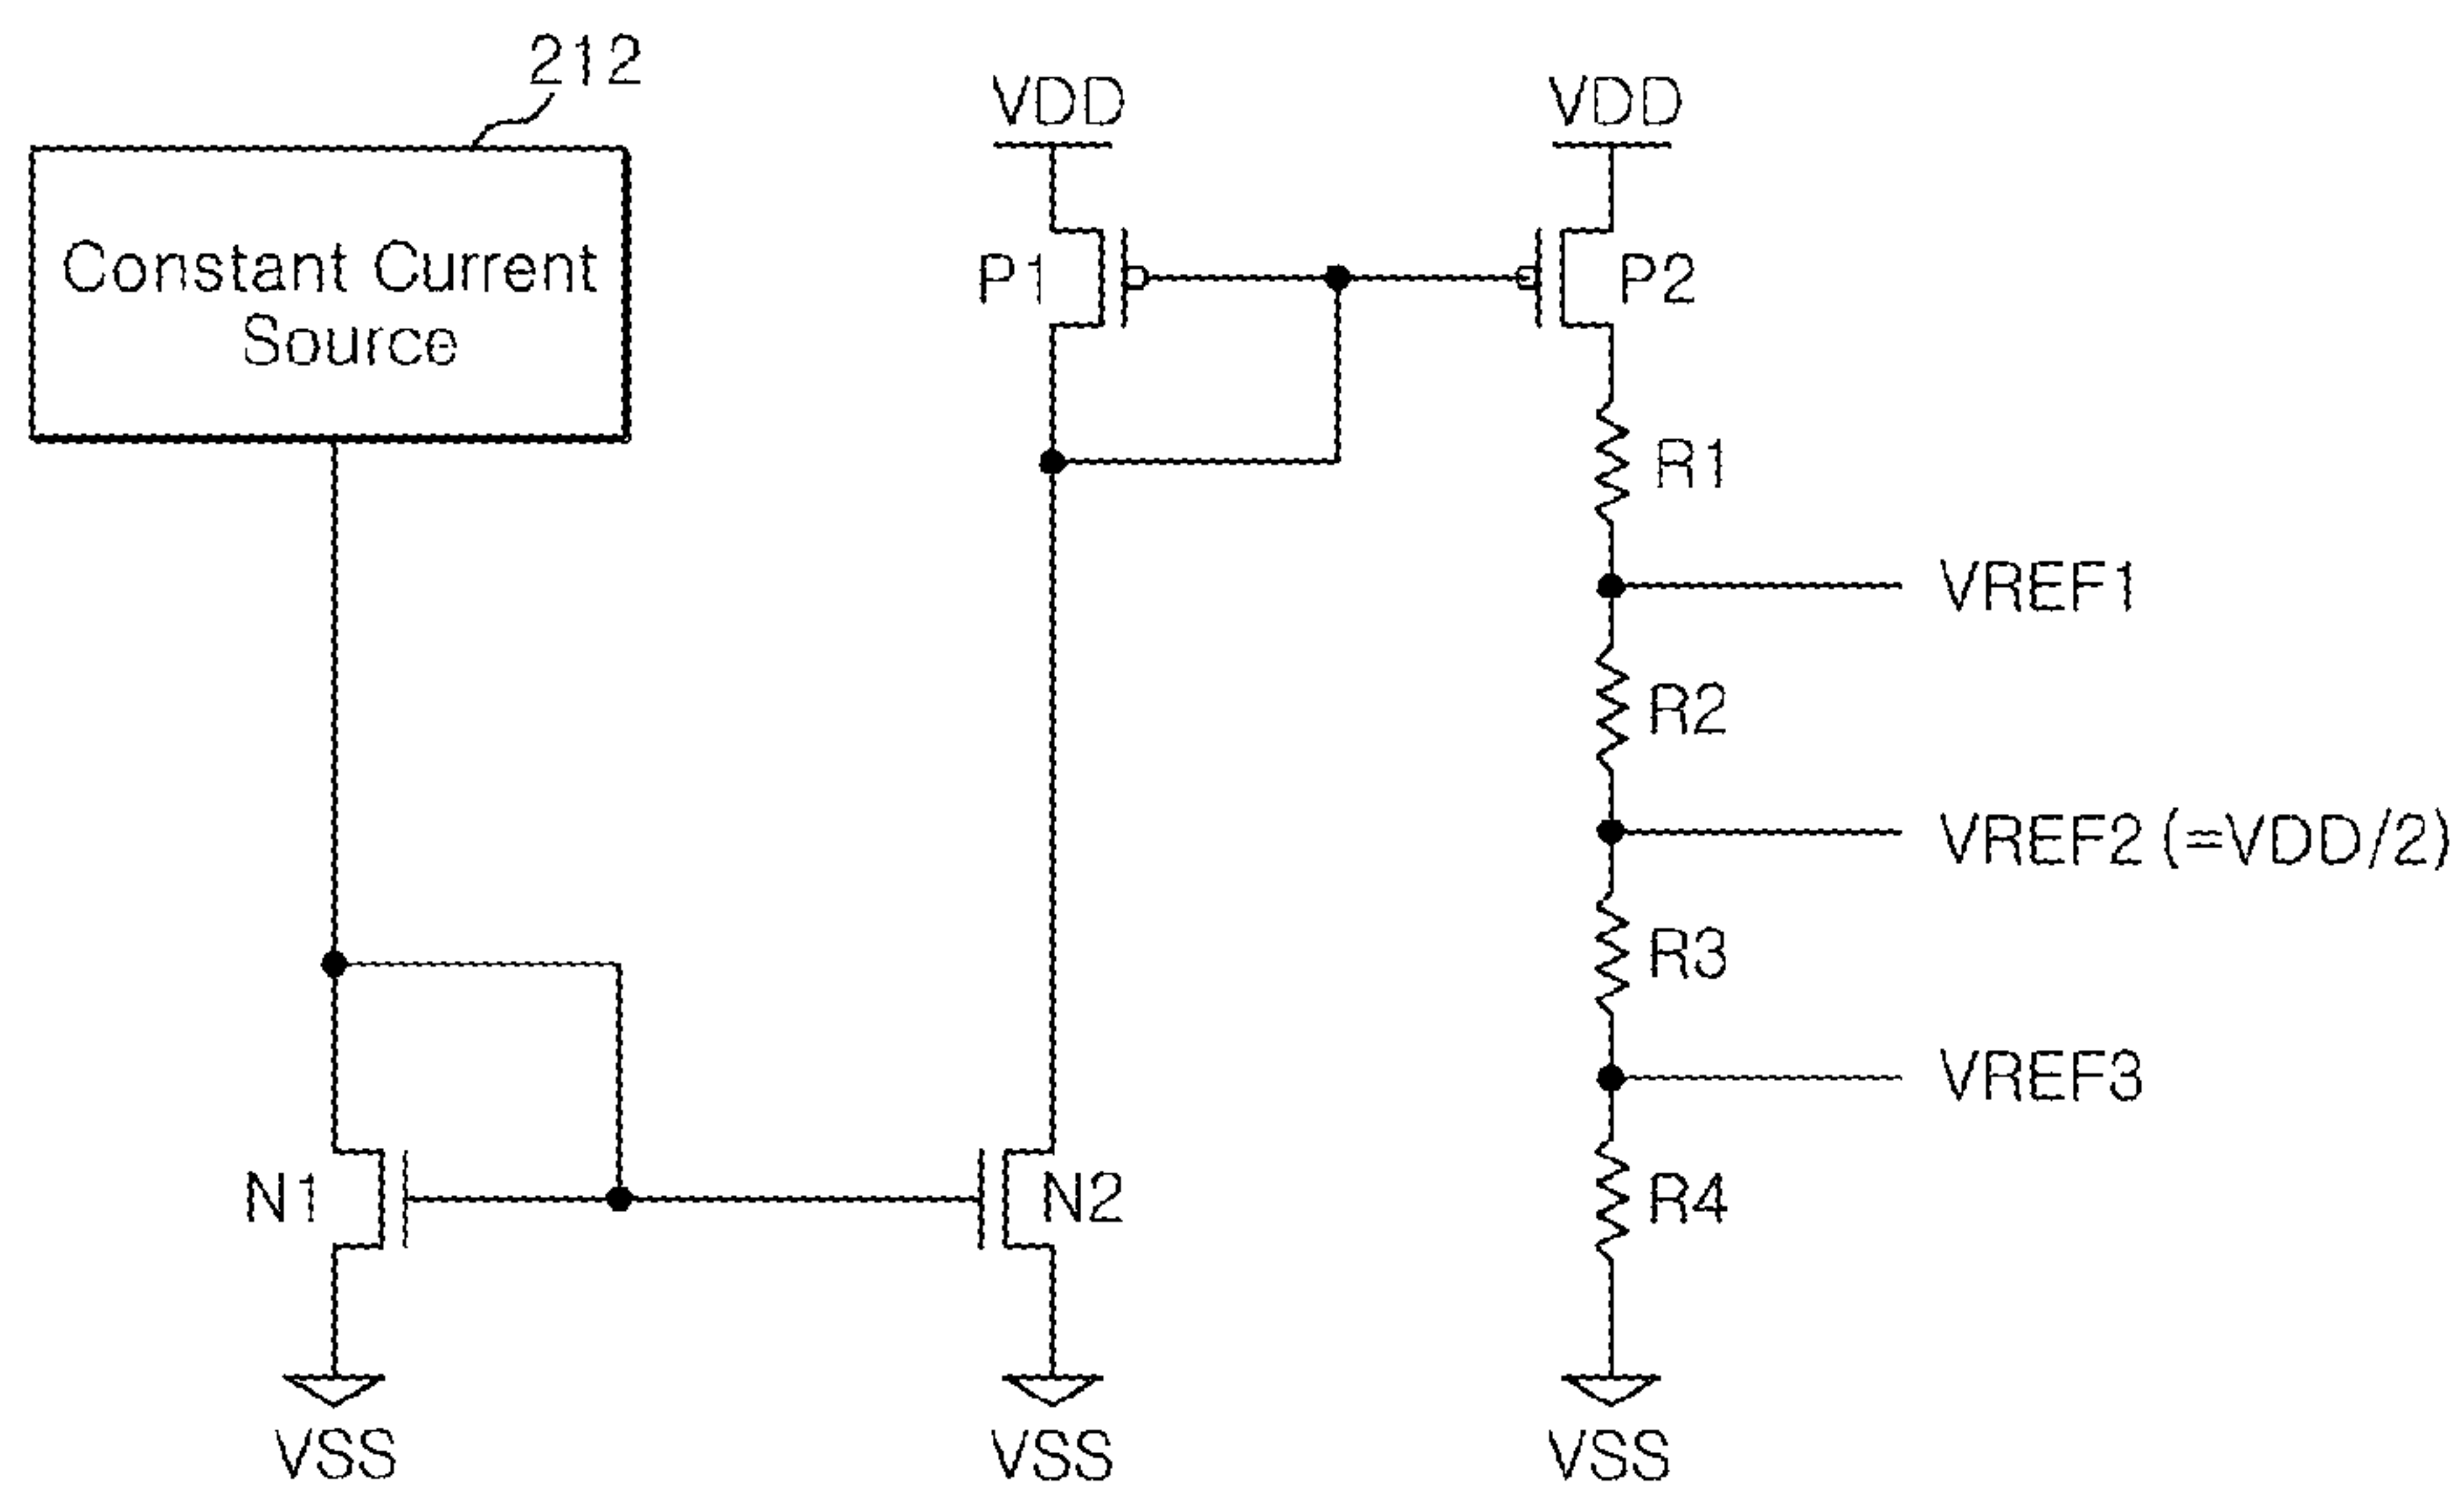 212
Constant Current
Source
VDD
VDD
P1
P2
R1
VREF1
R2
VREF2 (=VDD/2)
R3
VREF3
N1
N2
R4
VSS
VSS
VSS